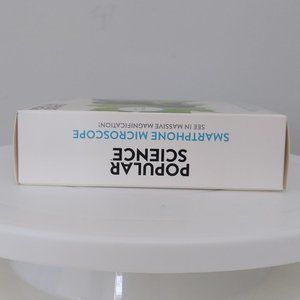 POPULAR
SCIENCE
SMARTPHONE MICROSCOPE
SEE IN MASSIVE MAGNIFICATION!